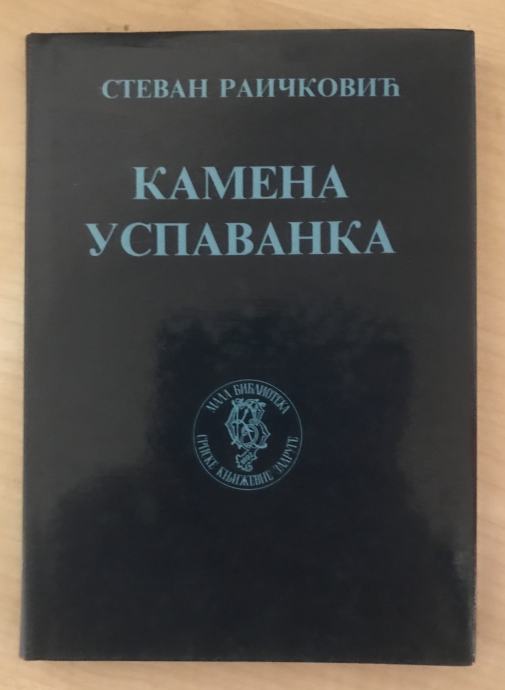 СТЕВАН РАИЧКОВИЋ
КАМЕНА
УСПАВАНКА
МАЛА БИБЛИОТЕКА
СРПСКЕ КЊИЖЕВНЕ ЗАДРУГЕ